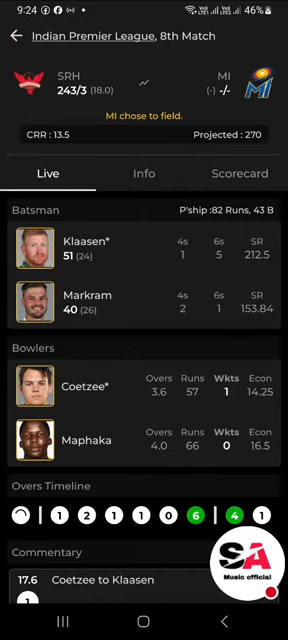 9:24
46%
Indian Premier League, 8th Match
SRH
MI
243/3 (18.0)
(-) -/-
MI
MI chose to field.
CRR : 13.5
Projected : 270
Live Info Scorecard
Batsman P'ship :82 Runs, 43 B
Klaasen* 4s 6s SR
51 (24) 1 5 212.5
Markram 4s 6s SR
40 (26) 2 1 153.84
Bowlers
Coetzee* Overs Runs Wkts Econ
3.6 57 1 14.25
Maphaka Overs Runs Wkts Econ
4.0 66 0 16.5
Overs Timeline
1 2 1 1 0 6 4 1
Commentary
SA
Music official
17.6 Coetzee to Klaasen
1